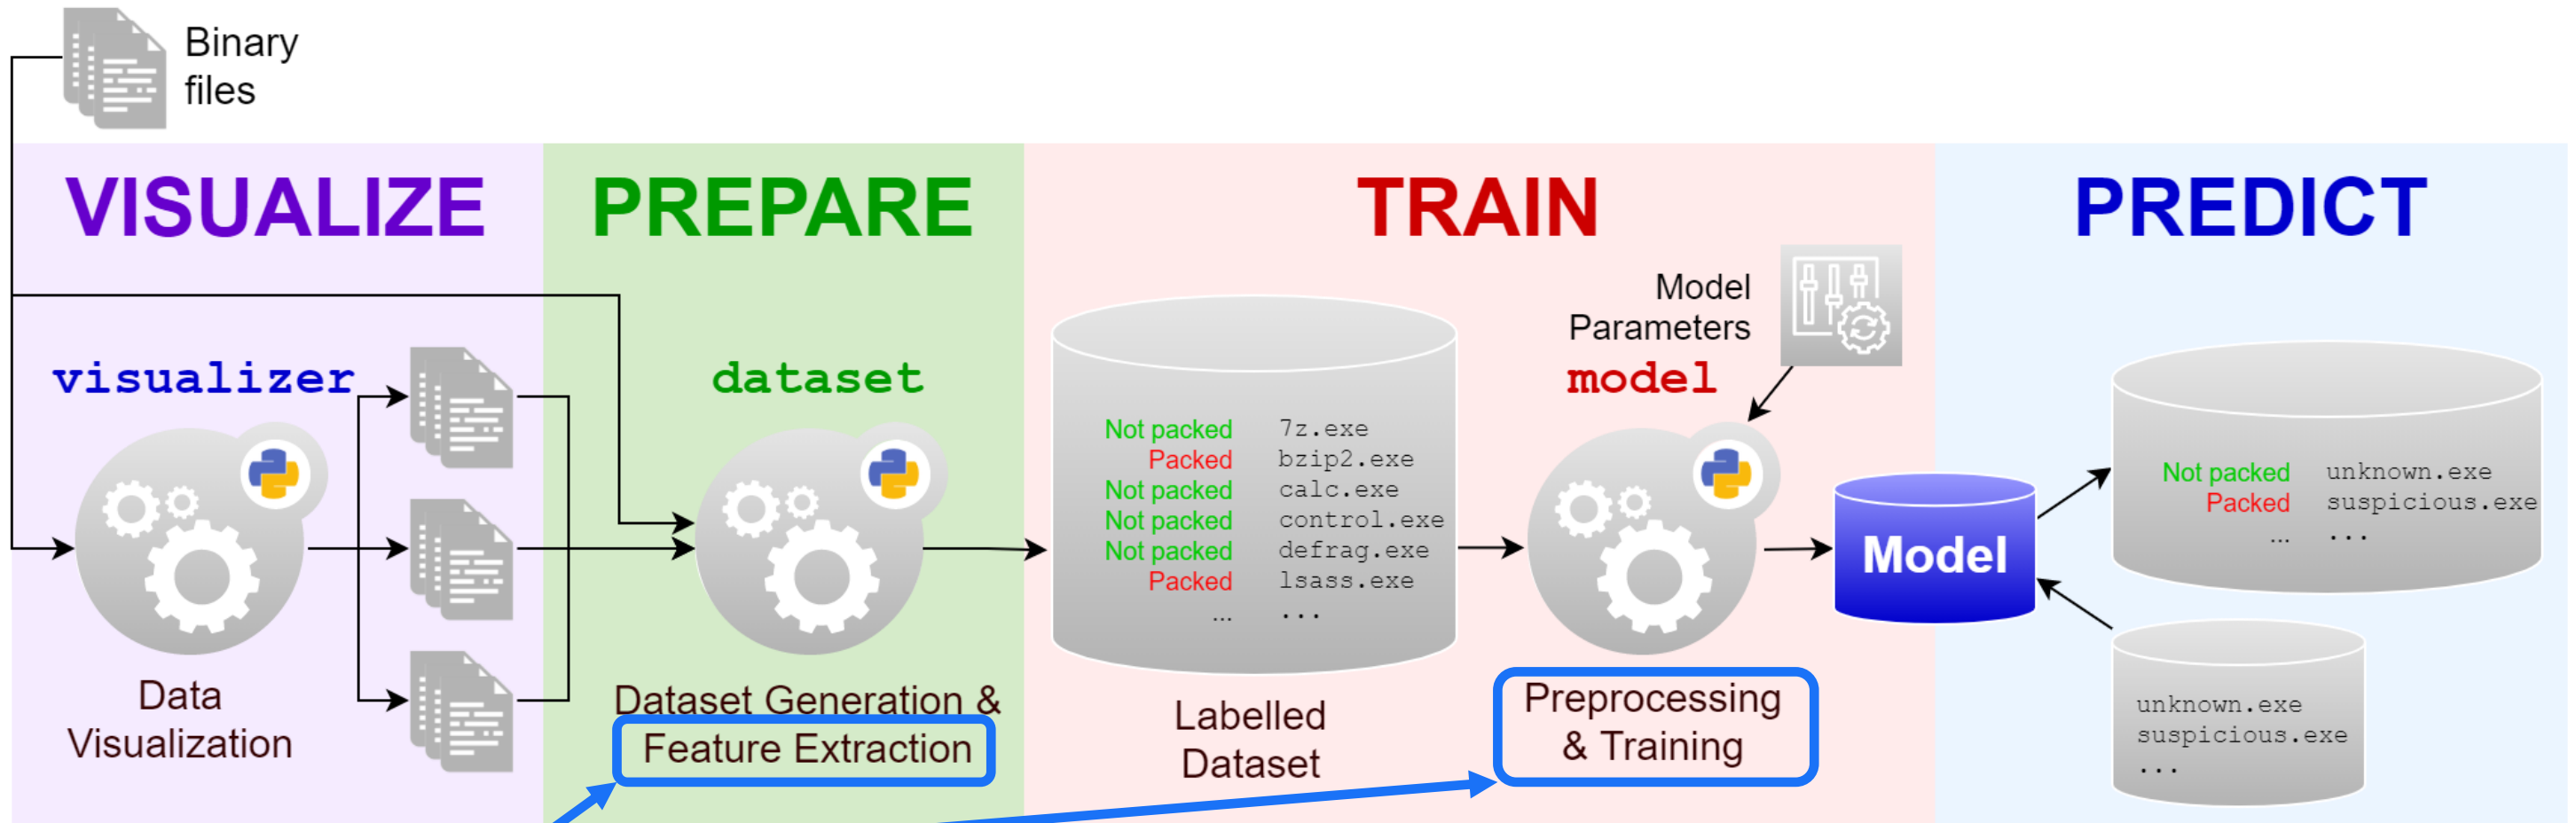 Binary
files
VISUALIZE
PREPARE
TRAIN
PREDICT
visualizer
Data
Visualization
dataset
Dataset Generation &
Feature Extraction
Not packed 7z.exe
Packed bzip2.exe
Not packed calc.exe
Not packed control.exe
Not packed defrag.exe
Packed lsass.exe
... ...
Labelled
Dataset
Model
Parameters
model
Preprocessing
& Training
Model
Not packed unknown.exe
Packed suspicious.exe
... ...
unknown.exe
suspicious.exe
...